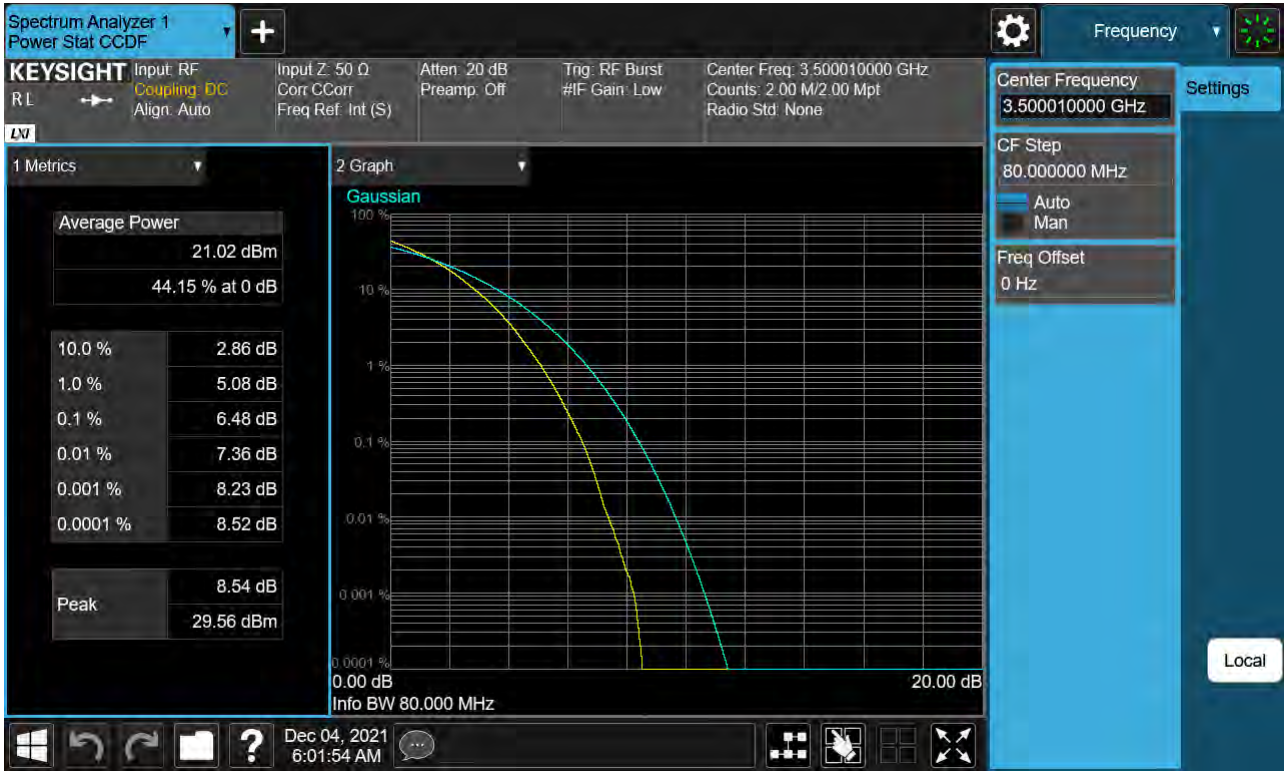 Spectrum Analyzer 1
Power Stat CCDF
Frequency
KEYSIGHT
R L
LXI
Input: RF
Coupling: DC
Align: Auto
Input Z: 50 Ω
Corr CCorr
Freq Ref: Int (S)
Atten: 20 dB
Preamp: Off
Trig: RF Burst
#IF Gain: Low
Center Freq: 3.500010000 GHz
Counts: 2.00 M/2.00 Mpt
Radio Std: None
Center Frequency
3.500010000 GHz
Settings
CF Step
80.000000 MHz
Auto
Man
Freq Offset
0 Hz
1 Metrics
Average Power
21.02 dBm
44.15 % at 0 dB
10.0 % 2.86 dB
1.0 % 5.08 dB
0.1 % 6.48 dB
0.01 % 7.36 dB
0.001 % 8.23 dB
0.0001 % 8.52 dB
Peak
8.54 dB
29.56 dBm
2 Graph
Gaussian
100 %
10 %
1 %
0.1 %
0.01 %
0.001 %
0.0001 %
0.00 dB
20.00 dB
Info BW 80.000 MHz
Local
?
Dec 04, 2021
6:01:54 AM